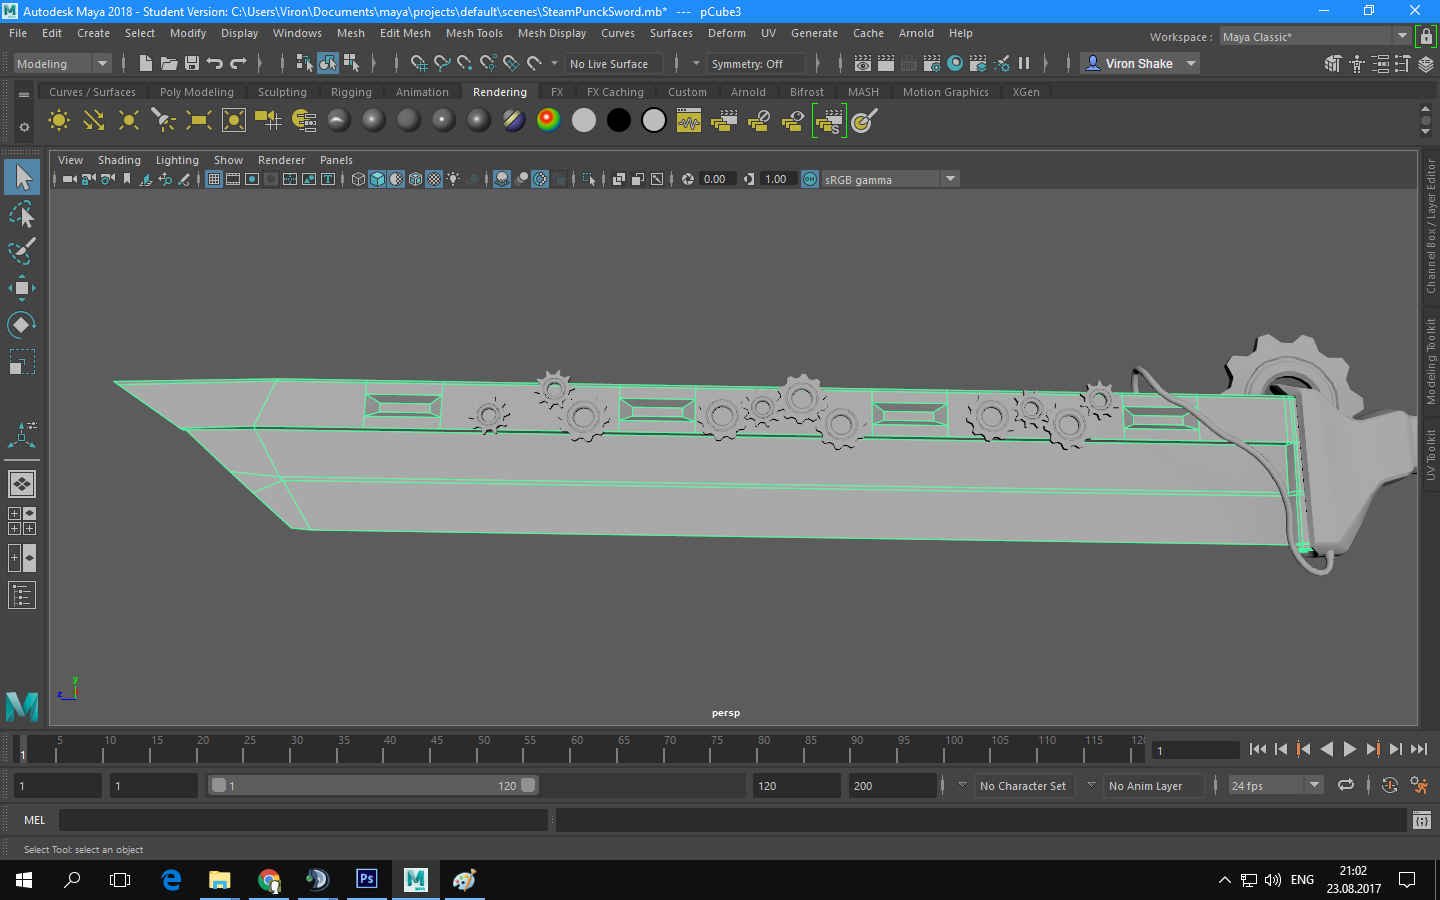 Autodesk Maya 2018 - Student Version: C:\Users\Viron\Documents\maya\projects\default\scenes\SteamPunckSword.mb*   ---   pCube3
File Edit Create Select Modify Display Windows Mesh Edit Mesh Mesh Tools Mesh Display Curves Surfaces Deform UV Generate Cache Arnold Help
Workspace : Maya Classic*
Modeling No Live Surface Symmetry: Off Viron Shake
Curves / Surfaces Poly Modeling Sculpting Rigging Animation Rendering FX FX Caching Custom Arnold Bifrost MASH Motion Graphics XGen
View Shading Lighting Show Renderer Panels
0.00 1.00 ON sRGB gamma
Channel Box / Layer Editor
Modeling Toolkit
UV Toolkit
y
z
persp
1 5 10 15 20 25 30 35 40 45 50 55 60 65 70 75 80 85 90 95 100 105 110 115 120 1
1 1 1 120 120 200 No Character Set No Anim Layer 24 fps
MEL
Select Tool: select an object
Ps MAYA ENG 21:02
23.08.2017